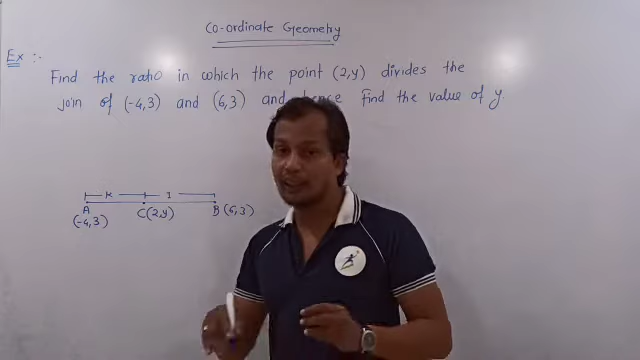 Co-ordinate Geometry
Ex :-
Find the ratio in which the point (2,y) divides the
join of (-4,3) and (6,3) and hence find the value of y
k 1
A C(2,y) B(6,3)
(-4,3)